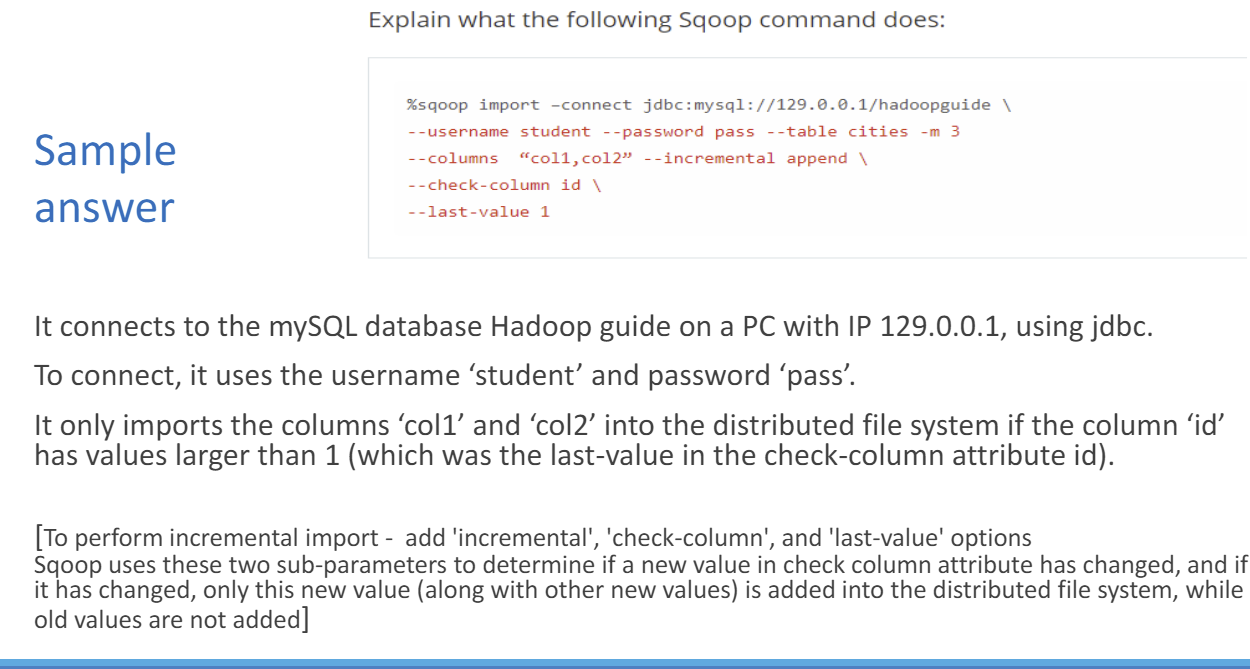 Explain what the following Sqoop command does:
%sqoop import –connect jdbc:mysql://129.0.0.1/hadoopguide \
--username student --password pass --table cities -m 3
--columns “col1,col2” --incremental append \
--check-column id \
--last-value 1
Sample
answer
It connects to the mySQL database Hadoop guide on a PC with IP 129.0.0.1, using jdbc.
To connect, it uses the username ‘student’ and password ‘pass’.
It only imports the columns ‘col1’ and ‘col2’ into the distributed file system if the column ‘id’
has values larger than 1 (which was the last-value in the check-column attribute id).
[To perform incremental import - add 'incremental', 'check-column', and 'last-value' options
Sqoop uses these two sub-parameters to determine if a new value in check column attribute has changed, and if
it has changed, only this new value (along with other new values) is added into the distributed file system, while
old values are not added]